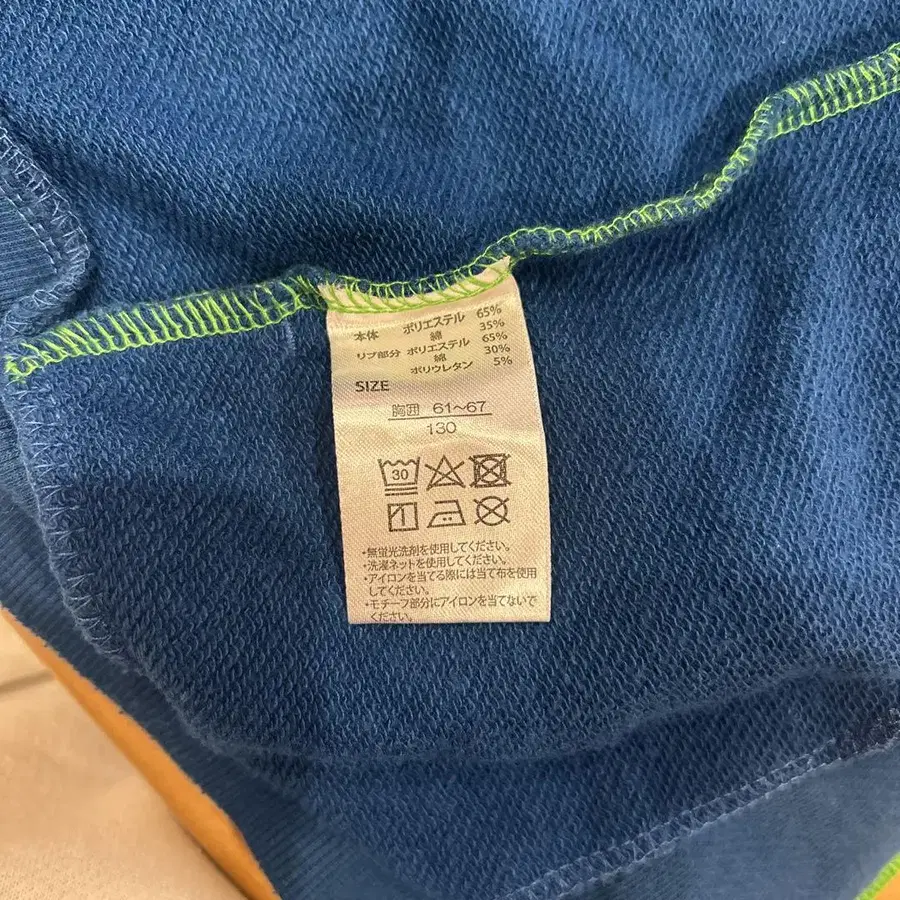 本体 ポリエステル 65%
綿 35%
リブ部分 ポリエステル 65%
綿 30%
ポリウレタン 5%
SIZE
胸囲 61～67
130
30
・無蛍光洗剤を使用してください。
・洗濯ネットを使用してください。
・アイロンを当てる際には当て布を使用
してください。
・モチーフ部分にアイロンを当てないで
ください。